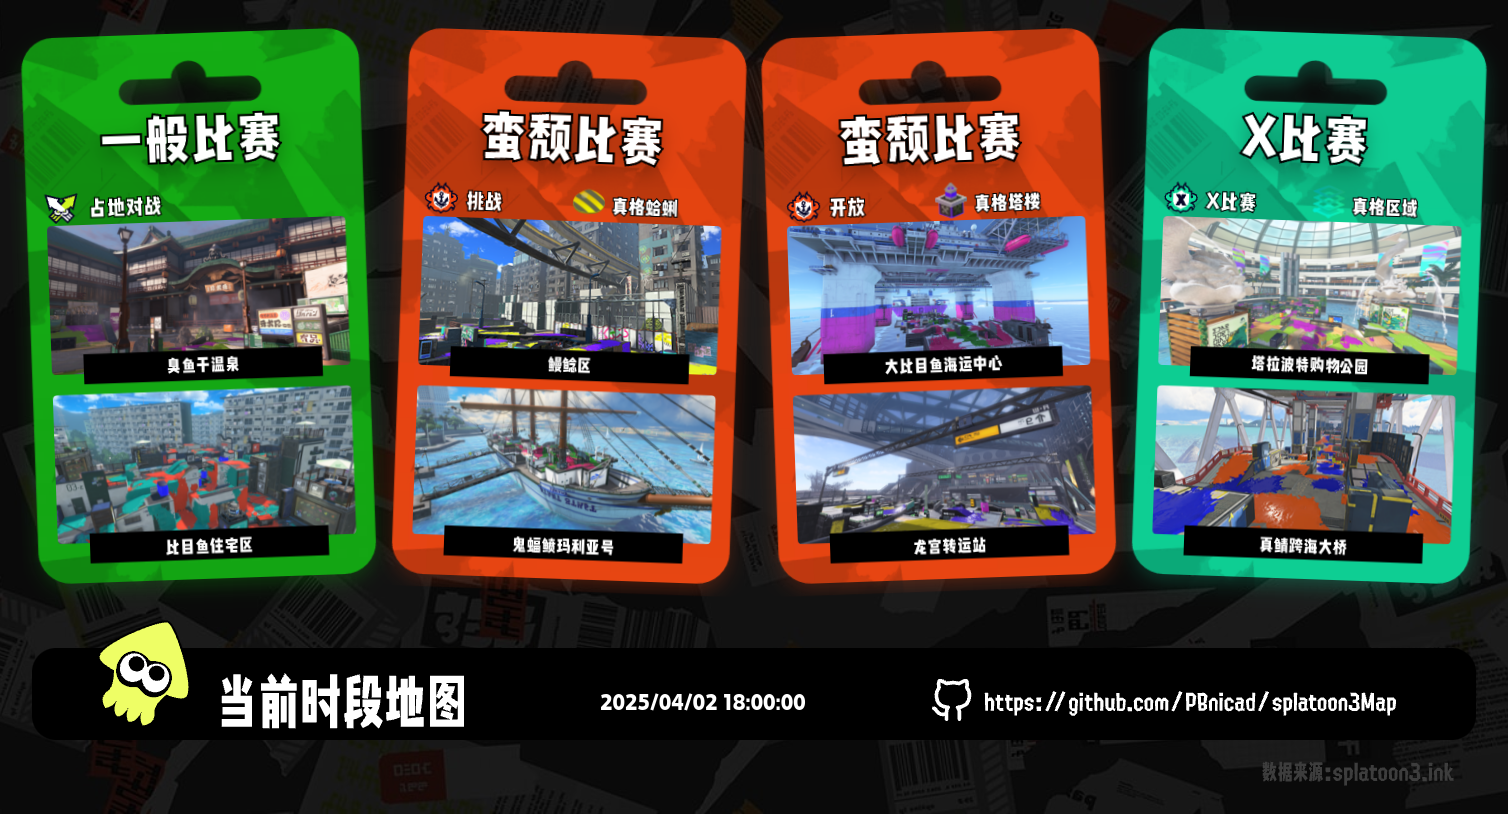 一般比赛
占地对战
臭鱼干温泉
比目鱼住宅区
蛮颓比赛
挑战
真格蛤蜊
鳗鲶区
鬼蝠鲼玛利亚号
蛮颓比赛
开放
真格塔楼
大比目鱼海运中心
龙宫转运站
X比赛
X比赛
真格区域
塔拉波特购物公园
真鲭跨海大桥
当前时段地图
2025/04/02 18:00:00
https://github.com/PBnicad/splatoon3Map
数据来源:splatoon3.ink